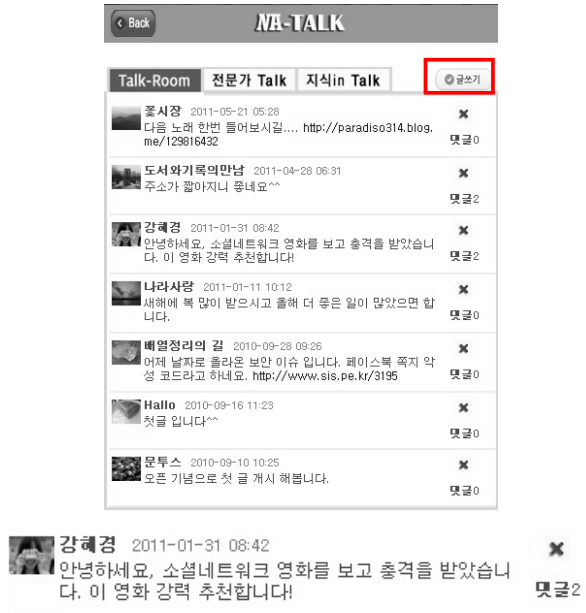 Back
NA-TALK
Talk-Room 전문가 Talk 지식in Talk 글쓰기
꽃시장 2011-05-21 05:28
다음 노래 한번 들어보시길.... http://paradiso314.blog.
me/129816432
댓글0
도서와기록의만남 2011-04-28 06:31
주소가 짧아지니 좋네요^^
댓글2
강혜경 2011-01-31 08:42
안녕하세요, 소셜네트워크 영화를 보고 충격을 받았습니
다. 이 영화 강력 추천합니다!
댓글2
나라사랑 2011-01-11 10:12
새해에 복 많이 받으시고 올해 더 좋은 일이 많았으면 합
니다.
댓글0
배열정리의 길 2010-09-28 09:26
어제 날짜로 올라온 보안 이슈 입니다. 페이스북 쪽지 악
성 코드라고 하네요. http://www.sis.pe.kr/3195
댓글0
Hallo 2010-09-16 11:23
첫글 입니다^^
댓글0
문투스 2010-09-10 10:25
오픈 기념으로 첫 글 개시 해봅니다.
댓글0
강혜경 2011-01-31 08:42
안녕하세요, 소셜네트워크 영화를 보고 충격을 받았습니
다. 이 영화 강력 추천합니다!
댓글2